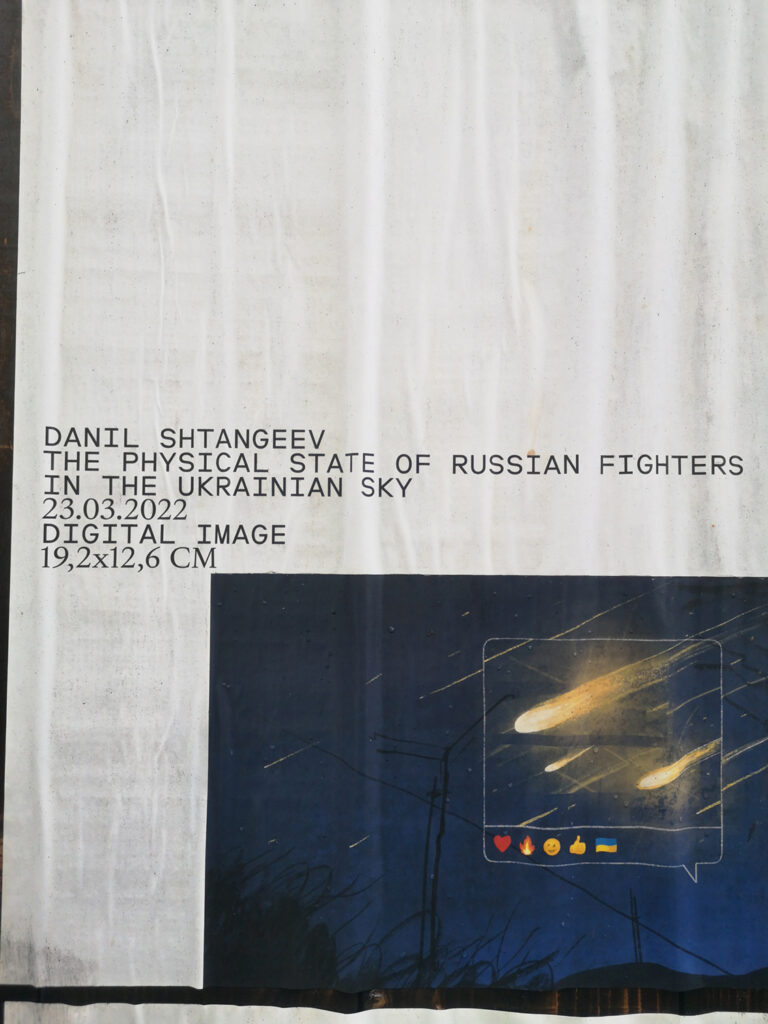 DANIL SHTANGEEV
THE PHYSICAL STATE OF RUSSIAN FIGHTERS
IN THE UKRAINIAN SKY
23.03.2022
DIGITAL IMAGE
19,2x12,6 CM